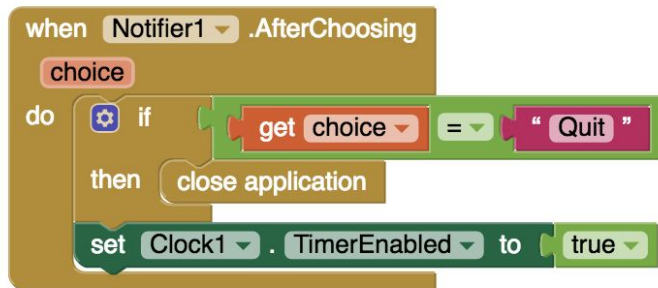 when Notifier1 .AfterChoosing
choice
do if get choice = “ Quit ”
then close application
set Clock1 . TimerEnabled to true